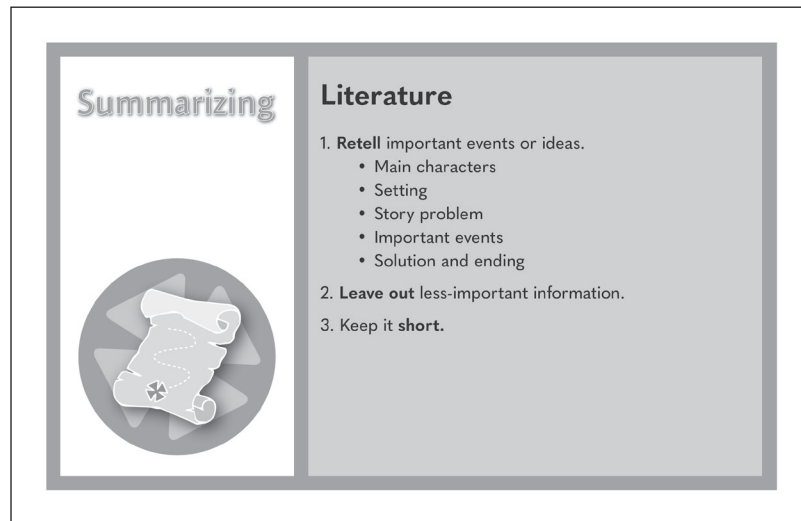 Summarizing
Literature
1. Retell important events or ideas.
• Main characters
• Setting
• Story problem
• Important events
• Solution and ending
2. Leave out less-important information.
3. Keep it short.